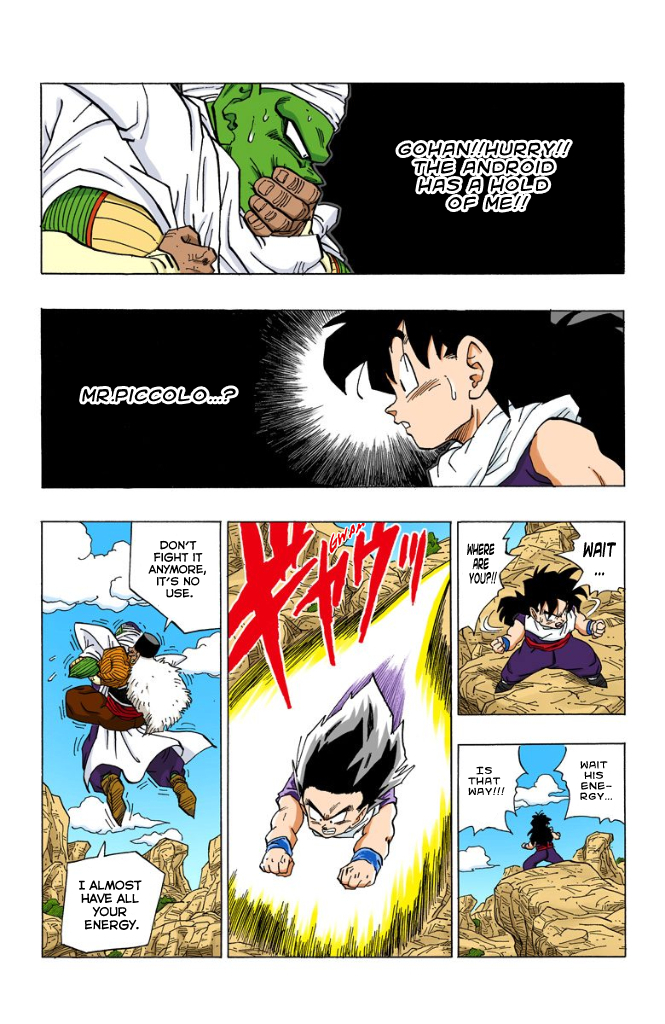 GOHAN!!HURRY!!
THE ANDROID
HAS A HOLD
OF ME!!
MR.PICCOLO....?
WAIT
...
WHERE
ARE
YOU?!!
WAIT
HIS
ENE-
RGY...
IS
THAT
WAY!!!
ギャウッ
GWAA
DON'T
FIGHT IT
ANYMORE,
IT'S NO
USE.
I ALMOST
HAVE ALL
YOUR
ENERGY.